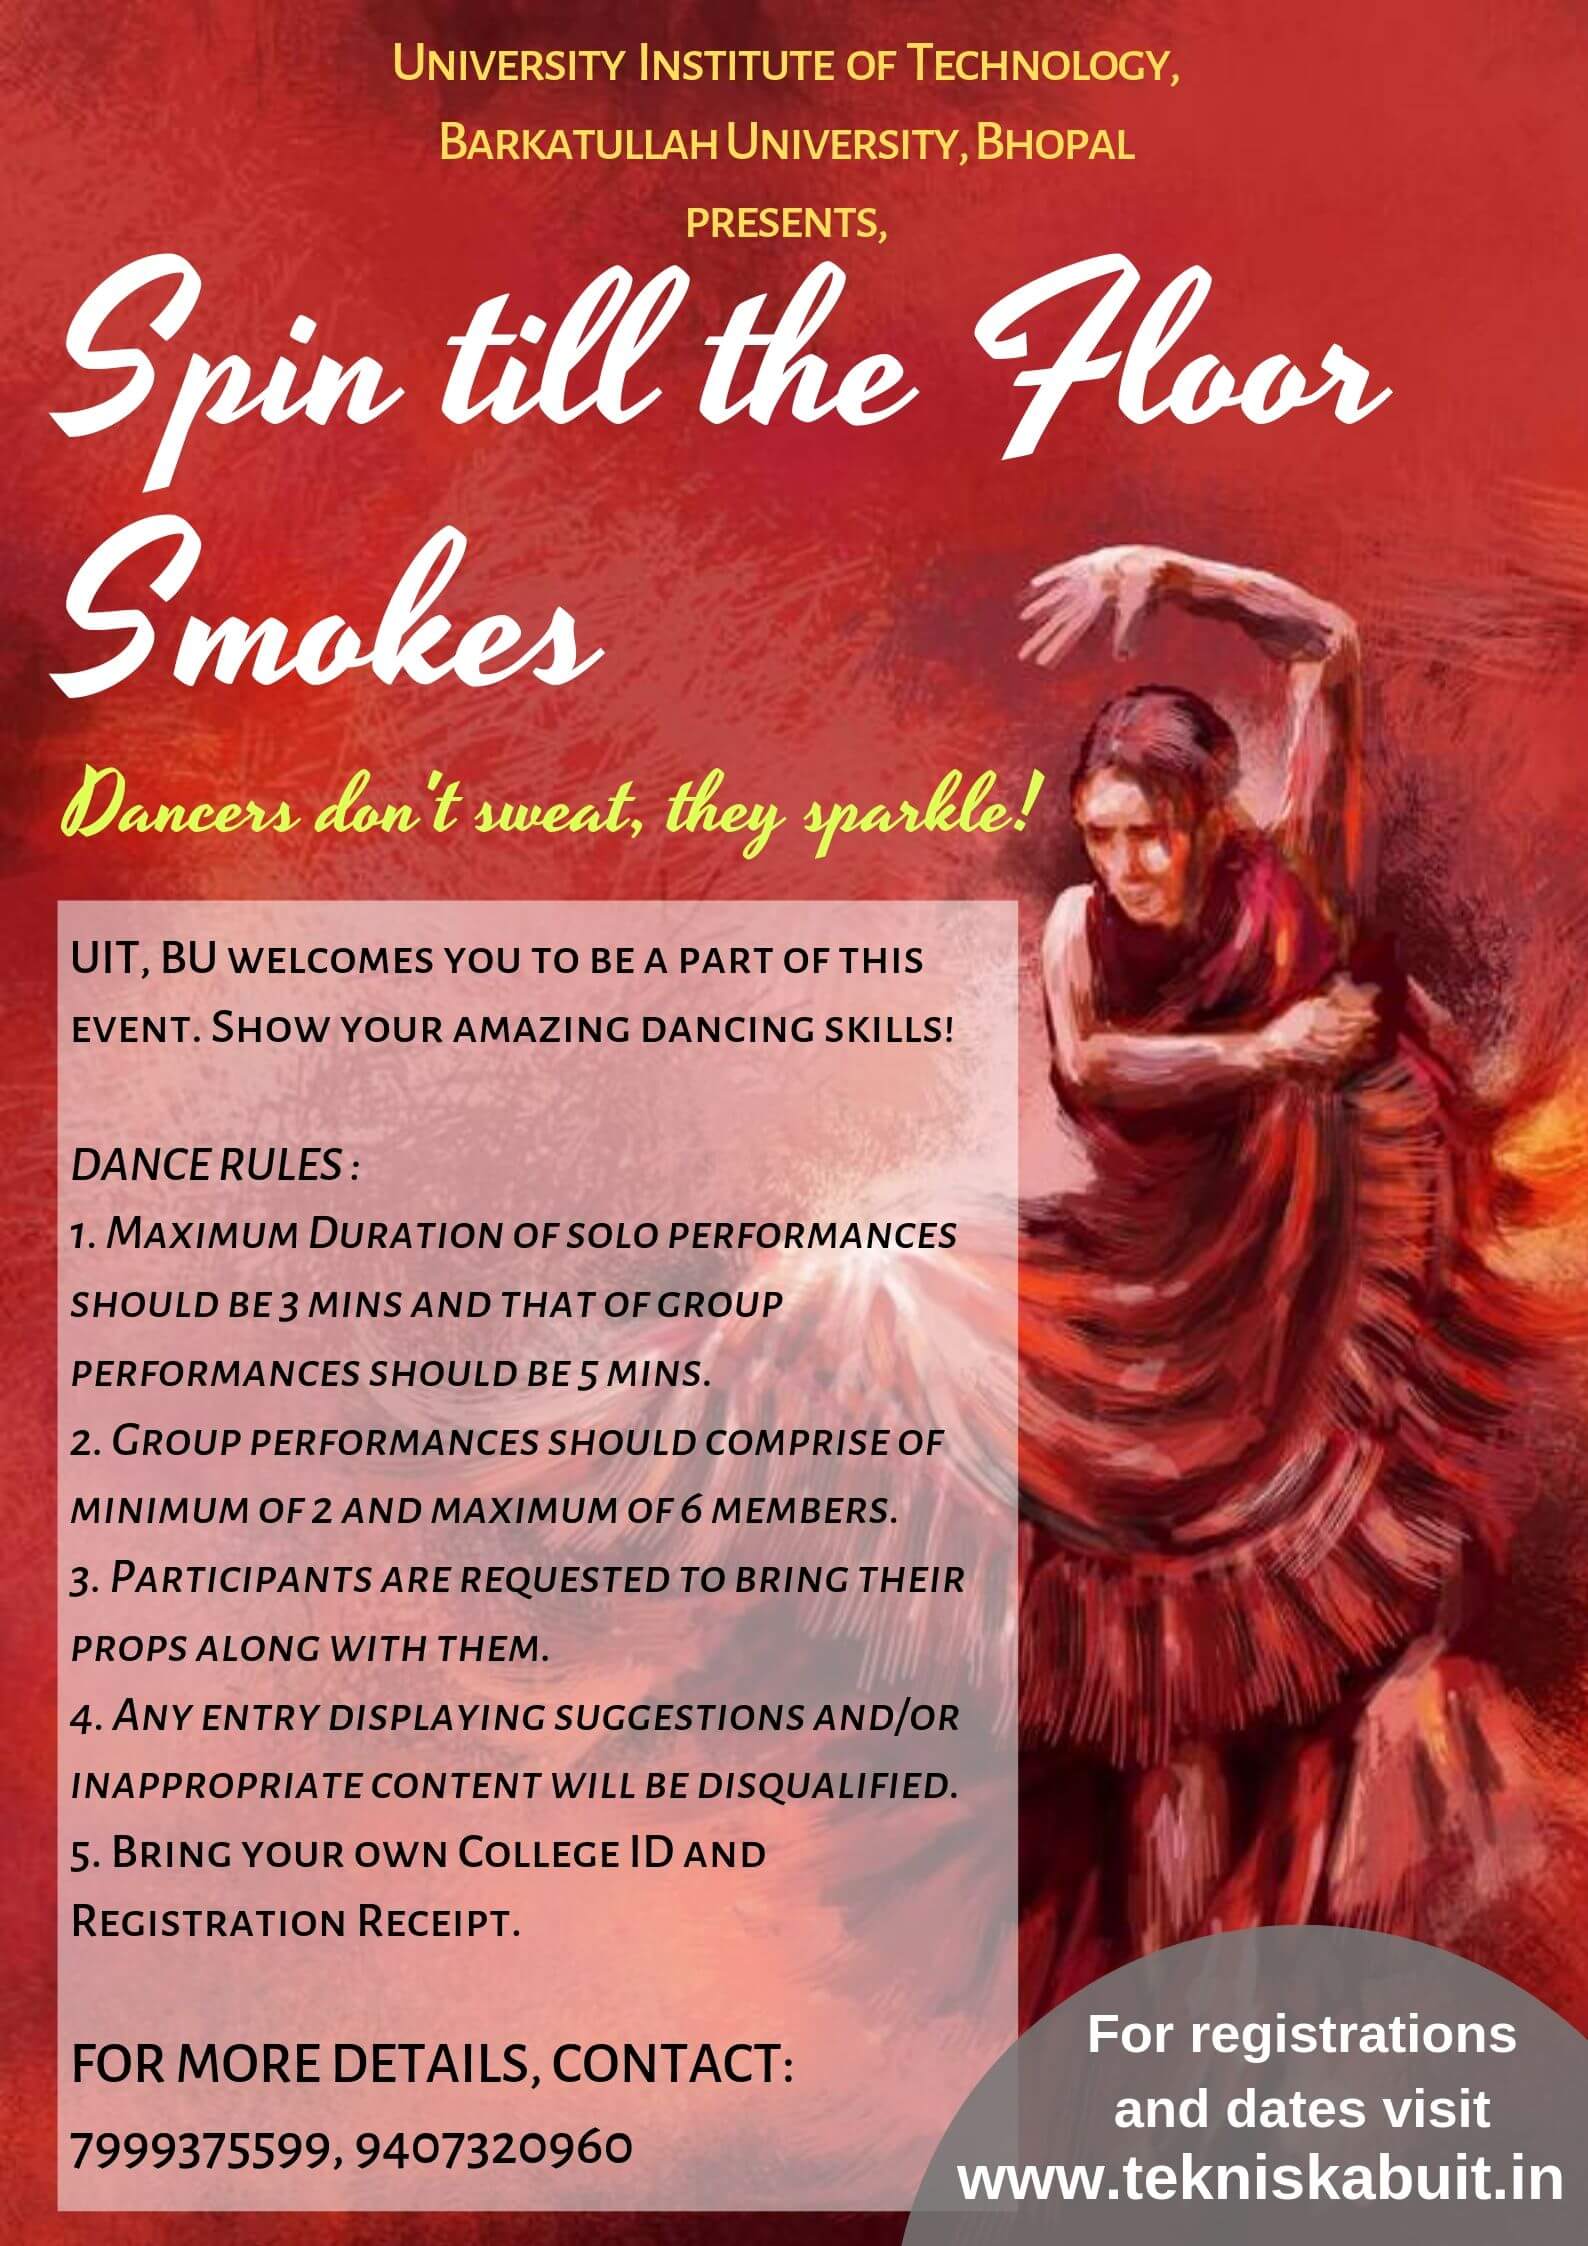 University Institute of Technology,
Barkatullah University, Bhopal
presents,
Spin till the Floor
Smokes
Dancers don't sweat, they sparkle!
UIT, BU welcomes you to be a part of this
event. Show your amazing dancing skills!
DANCE RULES :
1. Maximum Duration of solo performances
should be 3 mins and that of group
performances should be 5 mins.
2. Group performances should comprise of
minimum of 2 and maximum of 6 members.
3. Participants are requested to bring their
props along with them.
4. Any entry displaying suggestions and/or
inappropriate content will be disqualified.
5. Bring your own College ID and
Registration Receipt.
FOR MORE DETAILS, CONTACT:
7999375599, 9407320960
For registrations
and dates visit
www.tekniskabuit.in